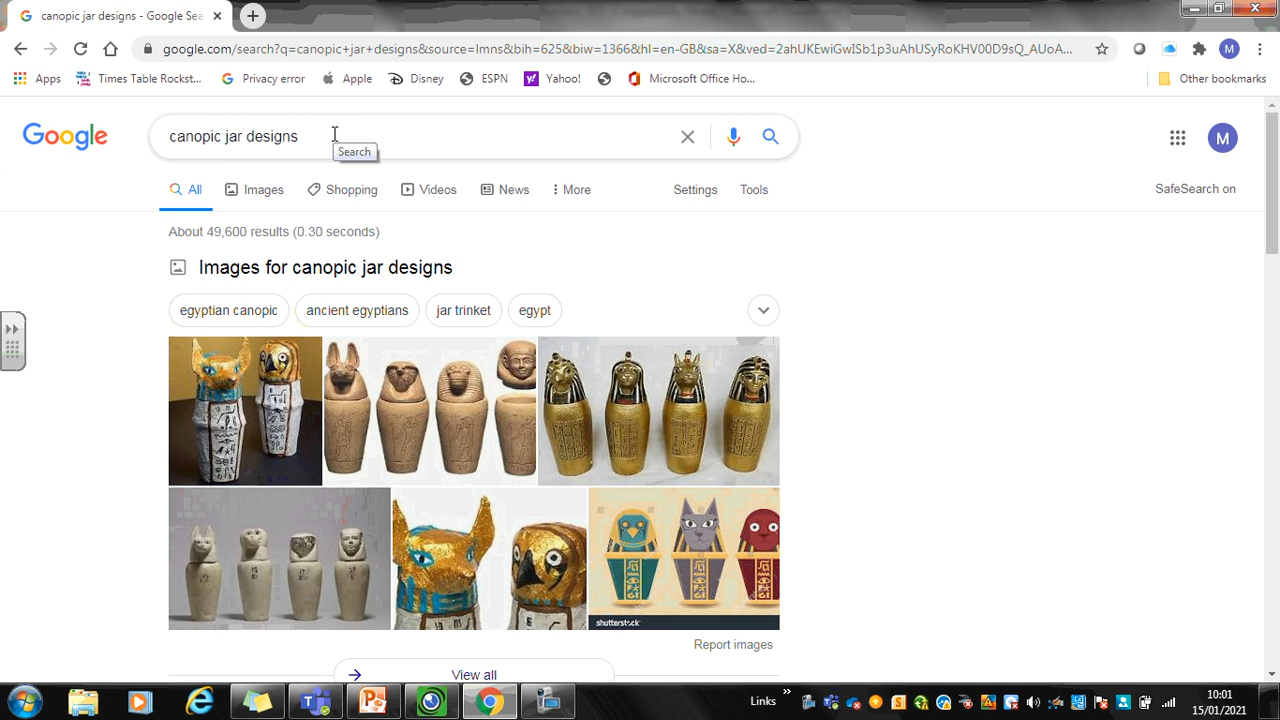 canopic jar designs - Google Sea
google.com/search?q=canopic+jar+designs&source=lmns&bih=625&biw=1366&hl=en-GB&sa=X&ved=2ahUKEwiGwISb1p3uAhUSyRoKHV00D9sQ_AUoA...
M
Apps
Times Table Rockst...
Privacy error
Apple
Disney
ESPN
Yahoo!
Microsoft Office Ho...
Other bookmarks
Google
canopic jar designs
M
Search
All
Images
Shopping
Videos
News
More
Settings
Tools
SafeSearch on
About 49,600 results (0.30 seconds)
Images for canopic jar designs
egyptian canopic
ancient egyptians
jar trinket
egypt
shutterstock
Report images
View all
Links
10:01
15/01/2021